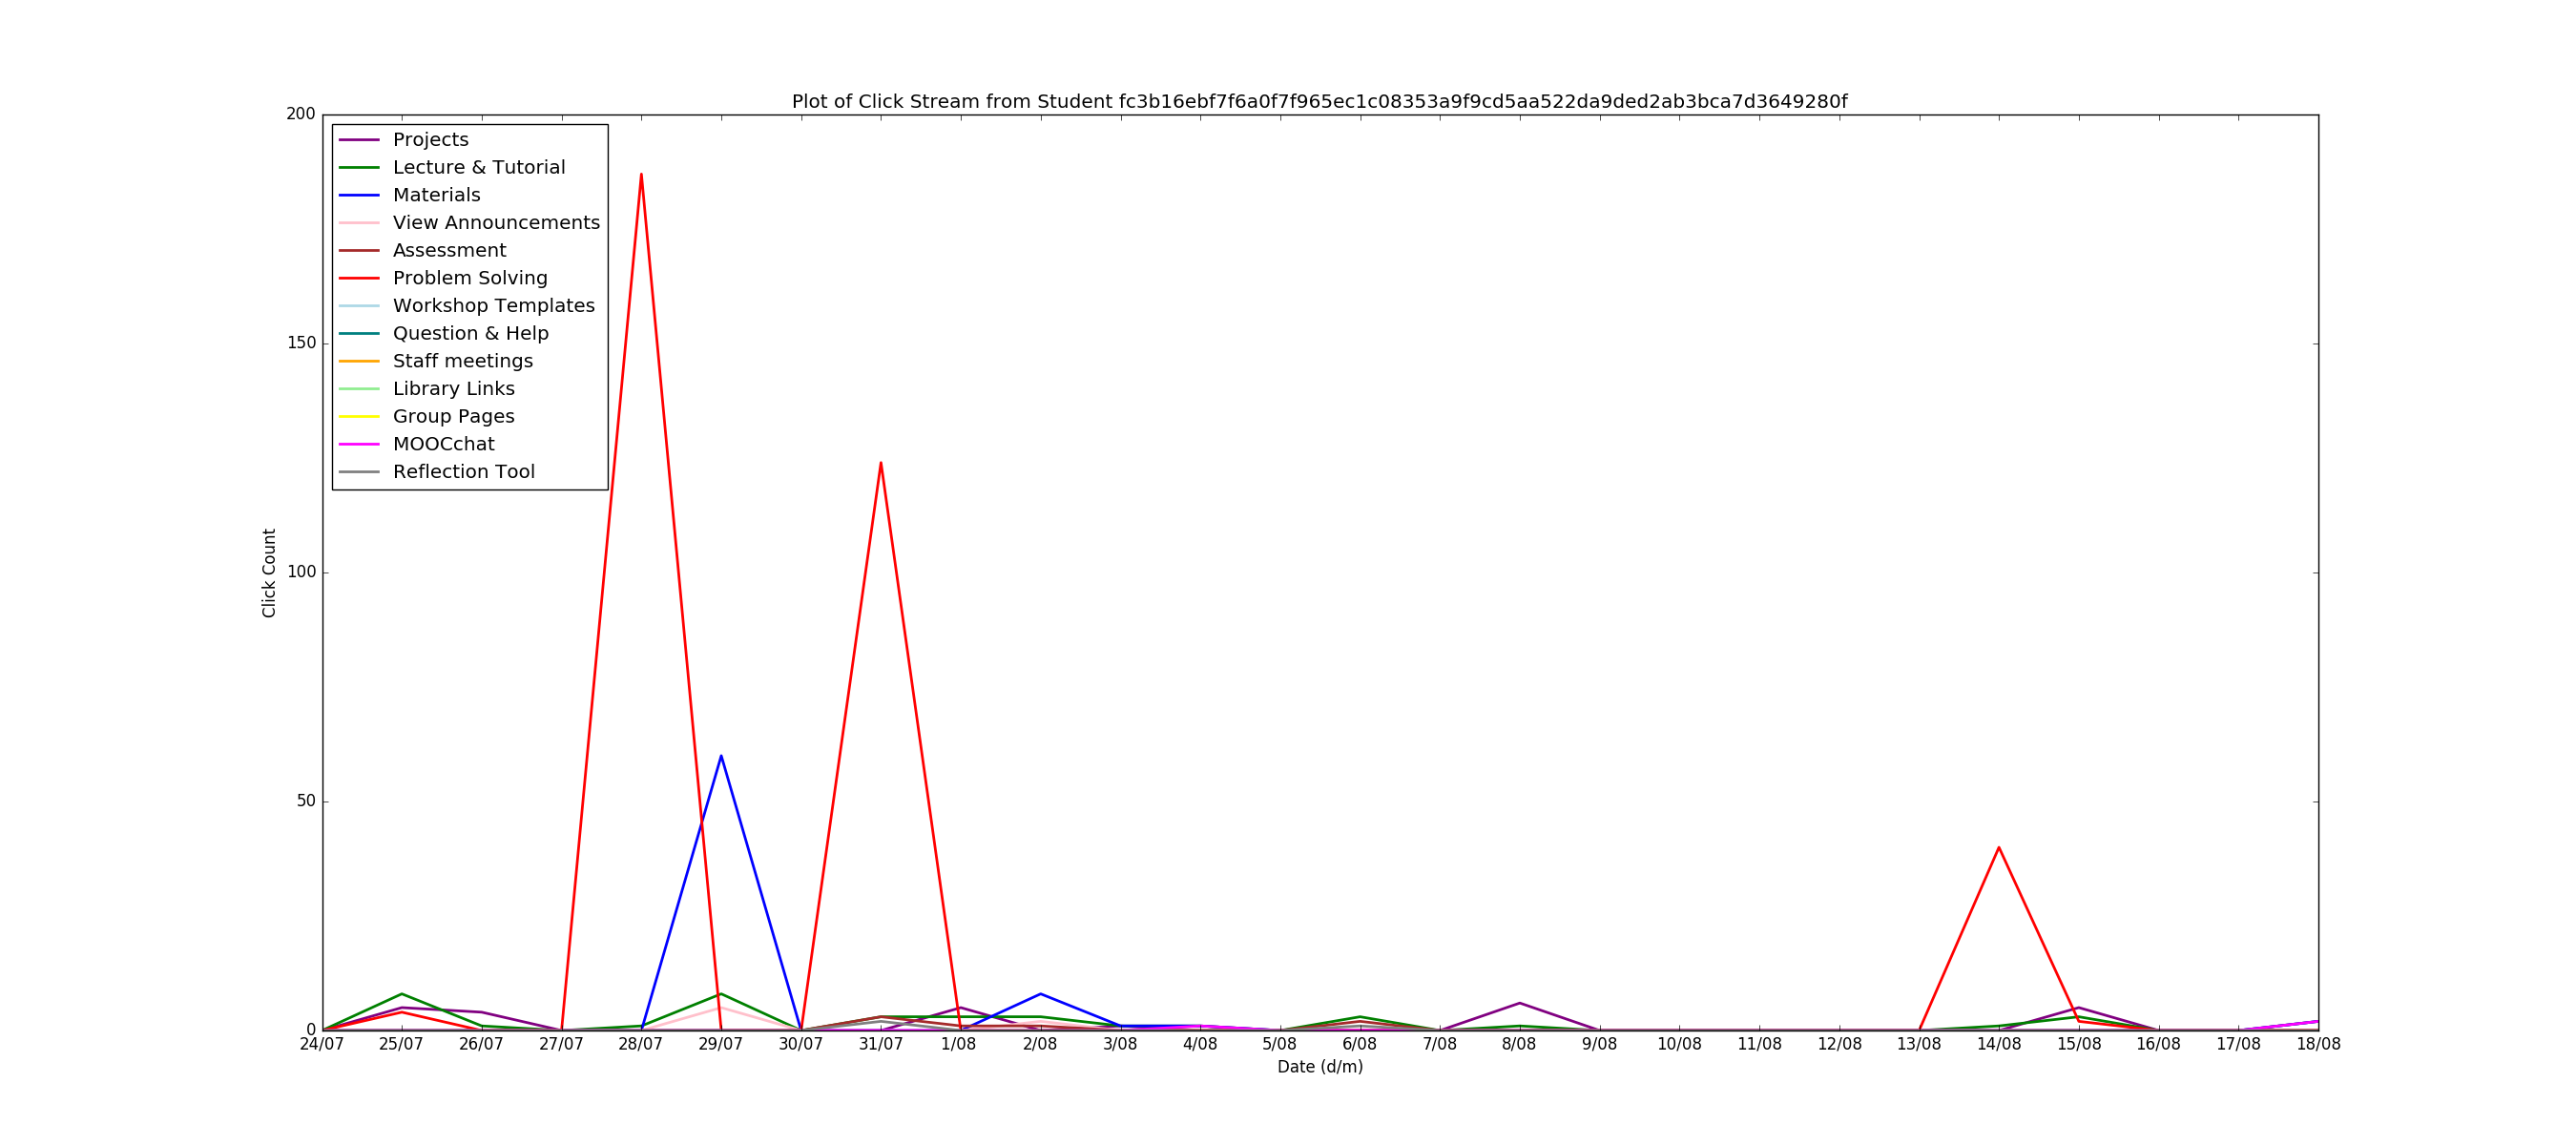 Plot of Click Stream from Student fc3b16ebf7f6a0f7f965ec1c08353a9f9cd5aa522da9ded2ab3bca7d3649280f
200
150
100
50
0
Click Count
Projects
Lecture & Tutorial
Materials
View Announcements
Assessment
Problem Solving
Workshop Templates
Question & Help
Staff meetings
Library Links
Group Pages
MOOCchat
Reflection Tool
24/07 25/07 26/07 27/07 28/07 29/07 30/07 31/07 1/08 2/08 3/08 4/08 5/08 6/08 7/08 8/08 9/08 10/08 11/08 12/08 13/08 14/08 15/08 16/08 17/08 18/08
Date (d/m)